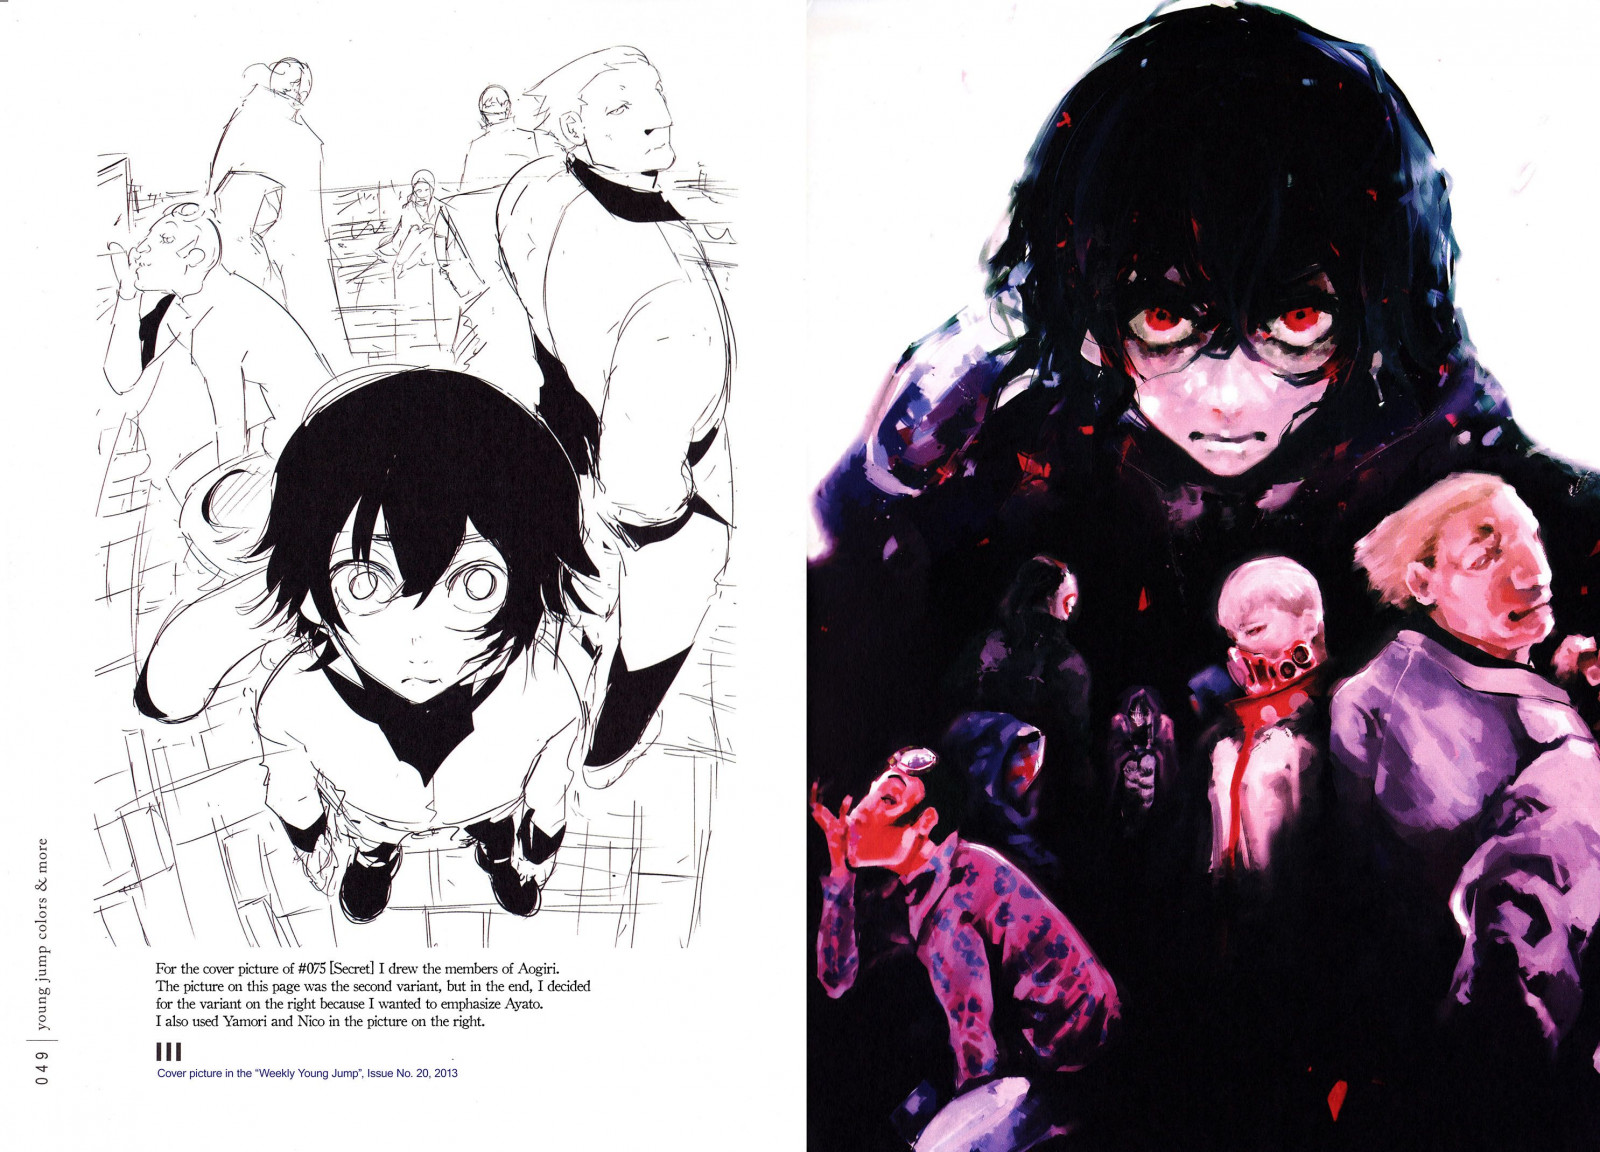 For the cover picture of #075 [Secret] I drew the members of Aogiri.
The picture on this page was the second variant, but in the end, I decided
for the variant on the right because I wanted to emphasize Ayato.
I also used Yamori and Nico in the picture on the right.
III
Cover picture in the "Weekly Young Jump", Issue No. 20, 2013
049 | young jump colors & more